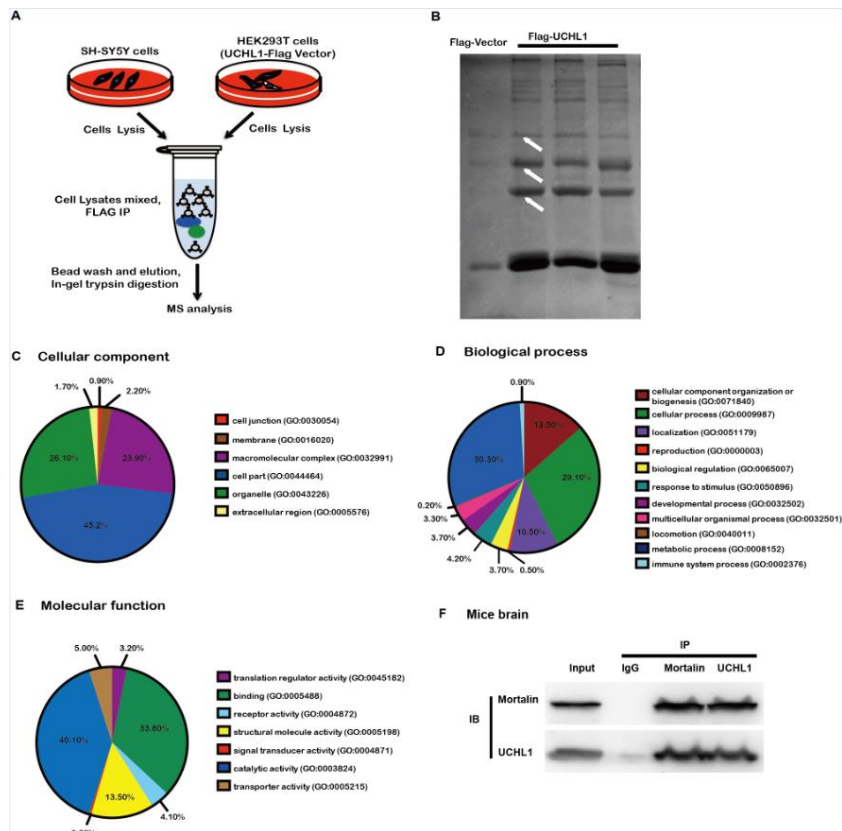 A
SH-SY5Y cells
HEK293T cells
(UCHL1-Flag Vector)
Cells Lysis
Cells Lysis
Cell Lysates mixed,
FLAG IP
Bead wash and elution,
In-gel trypsin digestion
MS analysis
B
Flag-Vector
Flag-UCHL1
C Cellular component
0.90%
1.70%
2.20%
26.10%
23.90%
45.2%
cell junction (GO:0030054)
membrane (GO:0016020)
macromolecular complex (GO:0032991)
cell part (GO:0044464)
organelle (GO:0043226)
extracellular region (GO:0005576)
D Biological process
0.90%
13.50%
30.30%
29.10%
0.20%
3.30%
3.70%
10.50%
4.20%
3.70%
0.50%
cellular component organization or
biogenesis (GO:0071840)
cellular process (GO:0009987)
localization (GO:0051179)
reproduction (GO:0000003)
biological regulation (GO:0065007)
response to stimulus (GO:0050896)
developmental process (GO:0032502)
multicellular organismal process (GO:0032501)
locomotion (GO:0040011)
metabolic process (GO:0008152)
immune system process (GO:0002376)
E Molecular function
5.00%
3.20%
33.80%
40.10%
13.50%
4.10%
translation regulator activity (GO:0045182)
binding (GO:0005488)
receptor activity (GO:0004872)
structural molecule activity (GO:0005198)
signal transducer activity (GO:0004871)
catalytic activity (GO:0003824)
transporter activity (GO:0005215)
F Mice brain
IP
Input IgG Mortalin UCHL1
Mortalin
IB
UCHL1